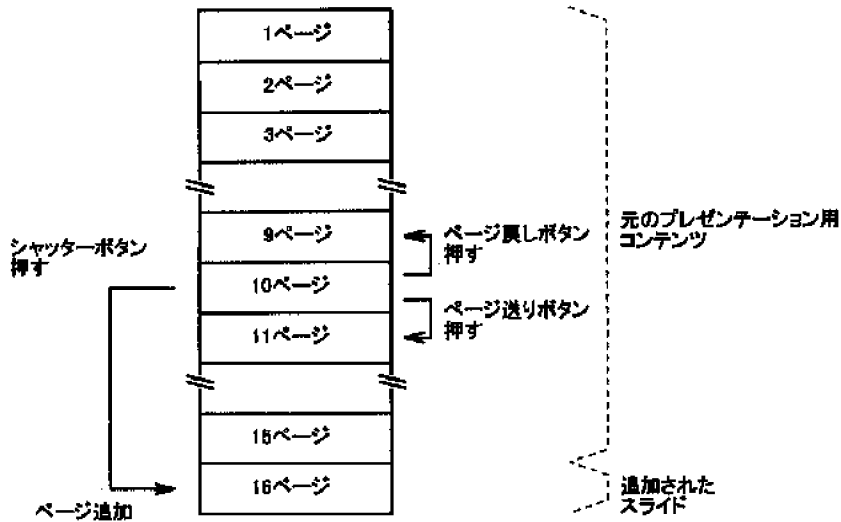 1ページ
2ページ
3ページ
9ページ
10ページ
11ページ
15ページ
16ページ
シャッターボタン
押す
ページ追加
ページ戻しボタン
押す
ページ送りボタン
押す
元のプレゼンテーション用
コンテンツ
追加された
スライド